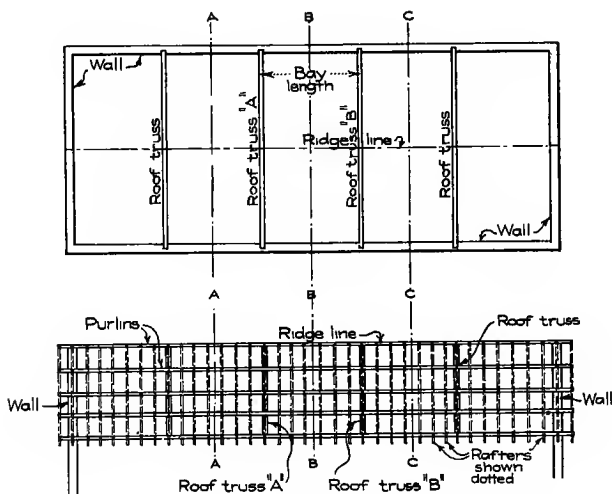 A B C
Wall
Bay
length
Roof truss
Roof truss "A"
Roof truss "B"
Roof truss
Ridge line
Wall
A B C
A B C
Purlins
Ridge line
Roof truss
Wall
Wall
A B C
Rafters
shown
dotted
Roof truss "A"
Roof truss "B"